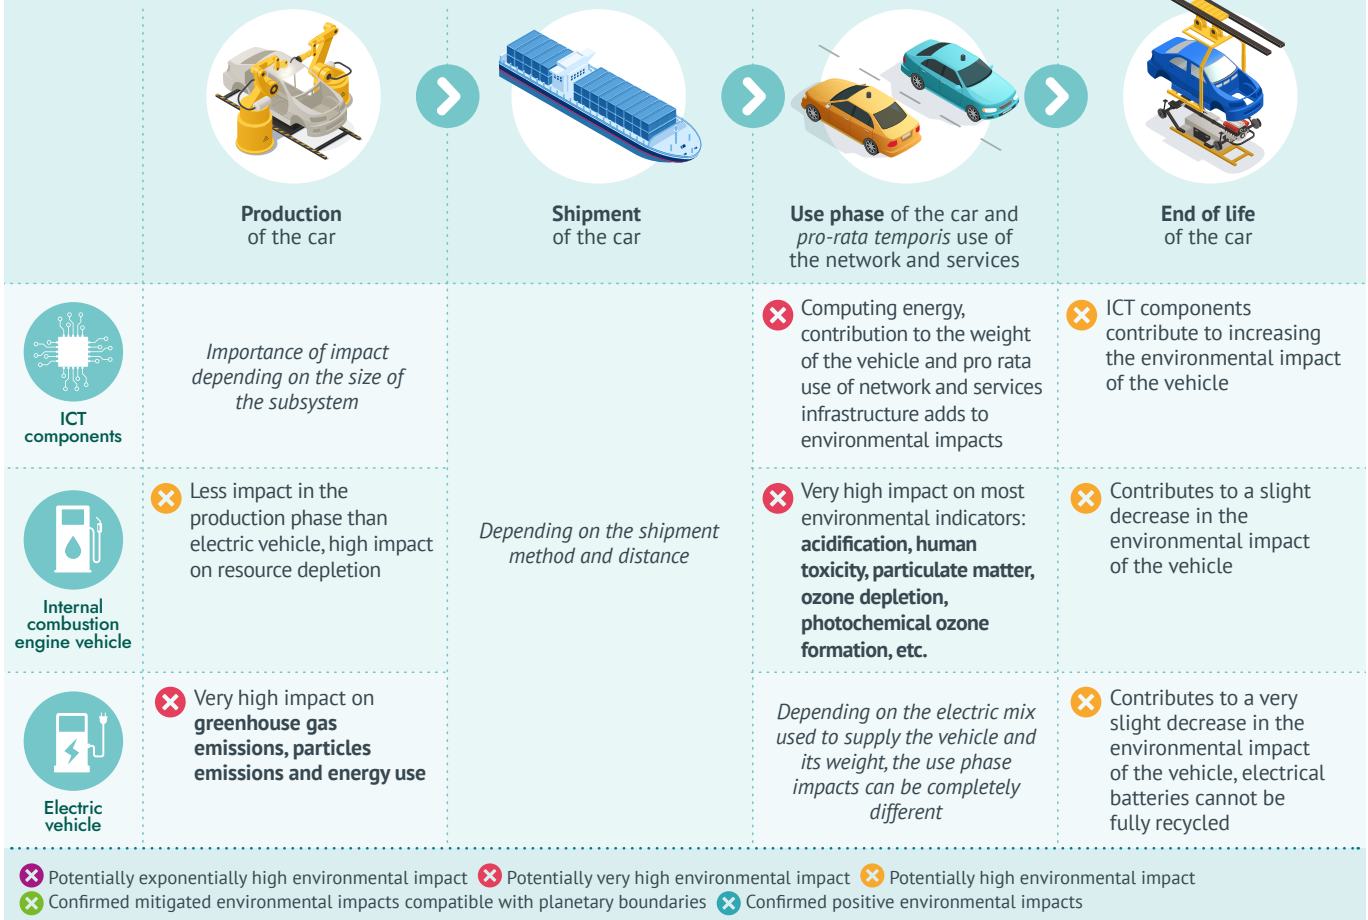 Production
of the car
Shipment
of the car
Use phase of the car and
pro-rata temporis use of
the network and services
End of life
of the car
ICT
components
Importance of impact
depending on the size of
the subsystem
Computing energy,
contribution to the weight
of the vehicle and pro rata
use of network and services
infrastructure adds to
environmental impacts
ICT components
contribute to increasing
the environmental impact
of the vehicle
Internal
combustion
engine vehicle
Less impact in the
production phase than
electric vehicle, high impact
on resource depletion
Depending on the shipment
method and distance
Very high impact on most
environmental indicators:
acidification, human
toxicity, particulate matter,
ozone depletion,
photochemical ozone
formation, etc.
Contributes to a slight
decrease in the
environmental impact
of the vehicle
Electric
vehicle
Very high impact on
greenhouse gas
emissions, particles
emissions and energy use
Depending on the electric mix
used to supply the vehicle and
its weight, the use phase
impacts can be completely
different
Contributes to a very
slight decrease in the
environmental impact
of the vehicle, electrical
batteries cannot be
fully recycled
Potentially exponentially high environmental impact Potentially very high environmental impact Potentially high environmental impact
Confirmed mitigated environmental impacts compatible with planetary boundaries Confirmed positive environmental impacts